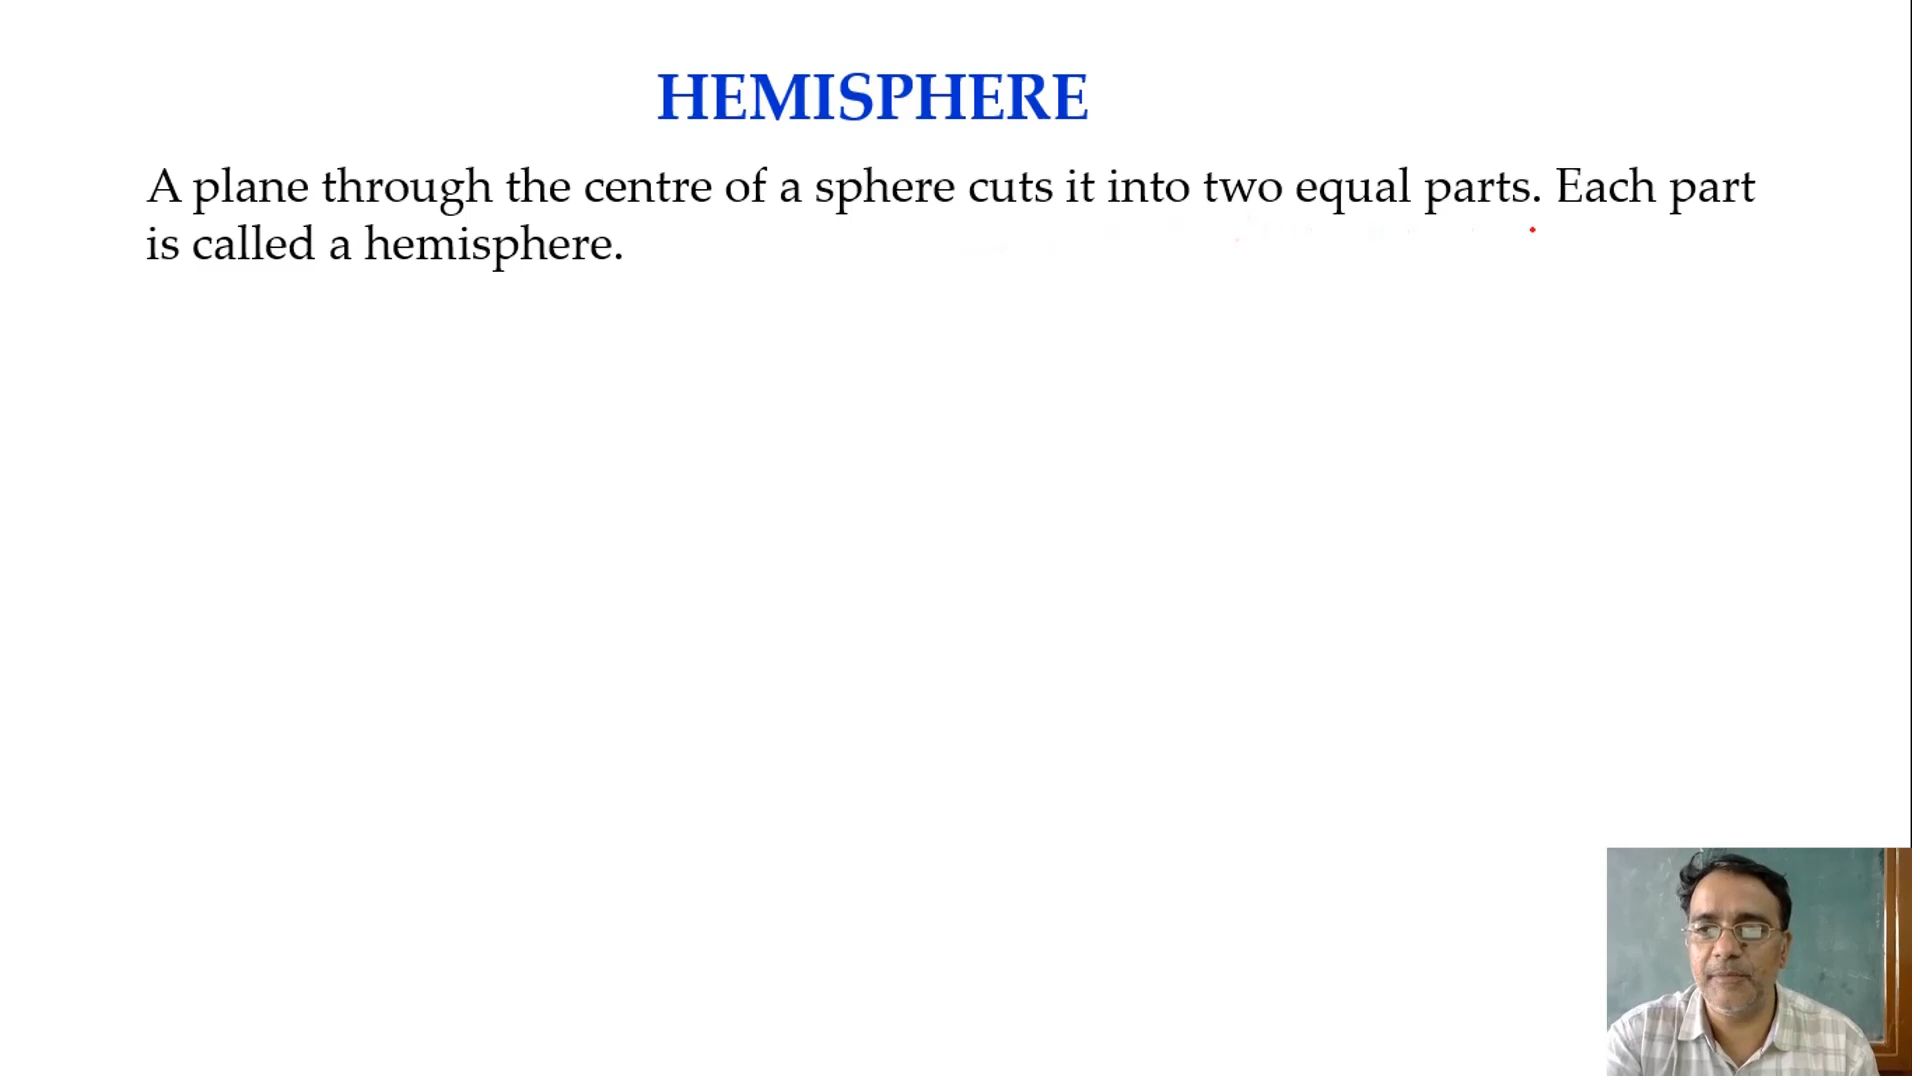 HEMISPHERE
A plane through the centre of a sphere cuts it into two equal parts. Each part
is called a hemisphere.